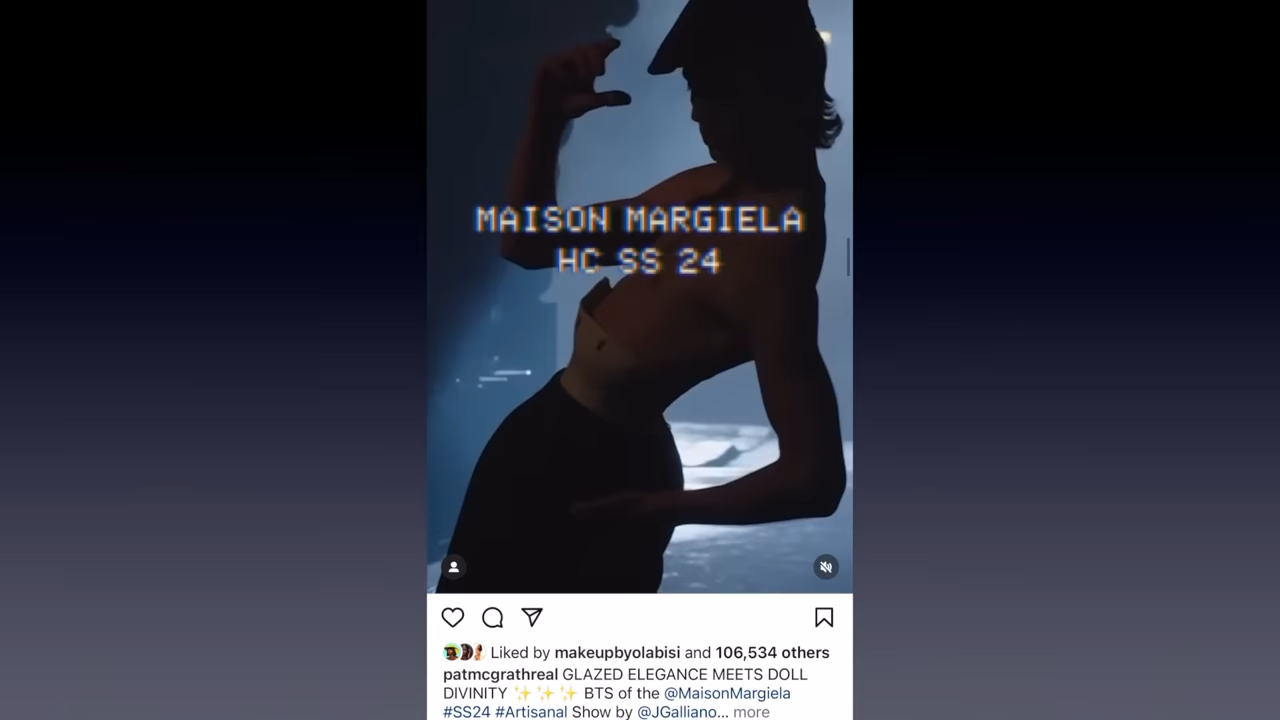 MAISON MARGIELA
HC SS 24
Liked by makeupbyolabisi and 106,534 others
patmcgrathreal GLAZED ELEGANCE MEETS DOLL
DIVINITY ✨✨✨ BTS of the @MaisonMargiela
#SS24 #Artisanal Show by @JGalliano... more